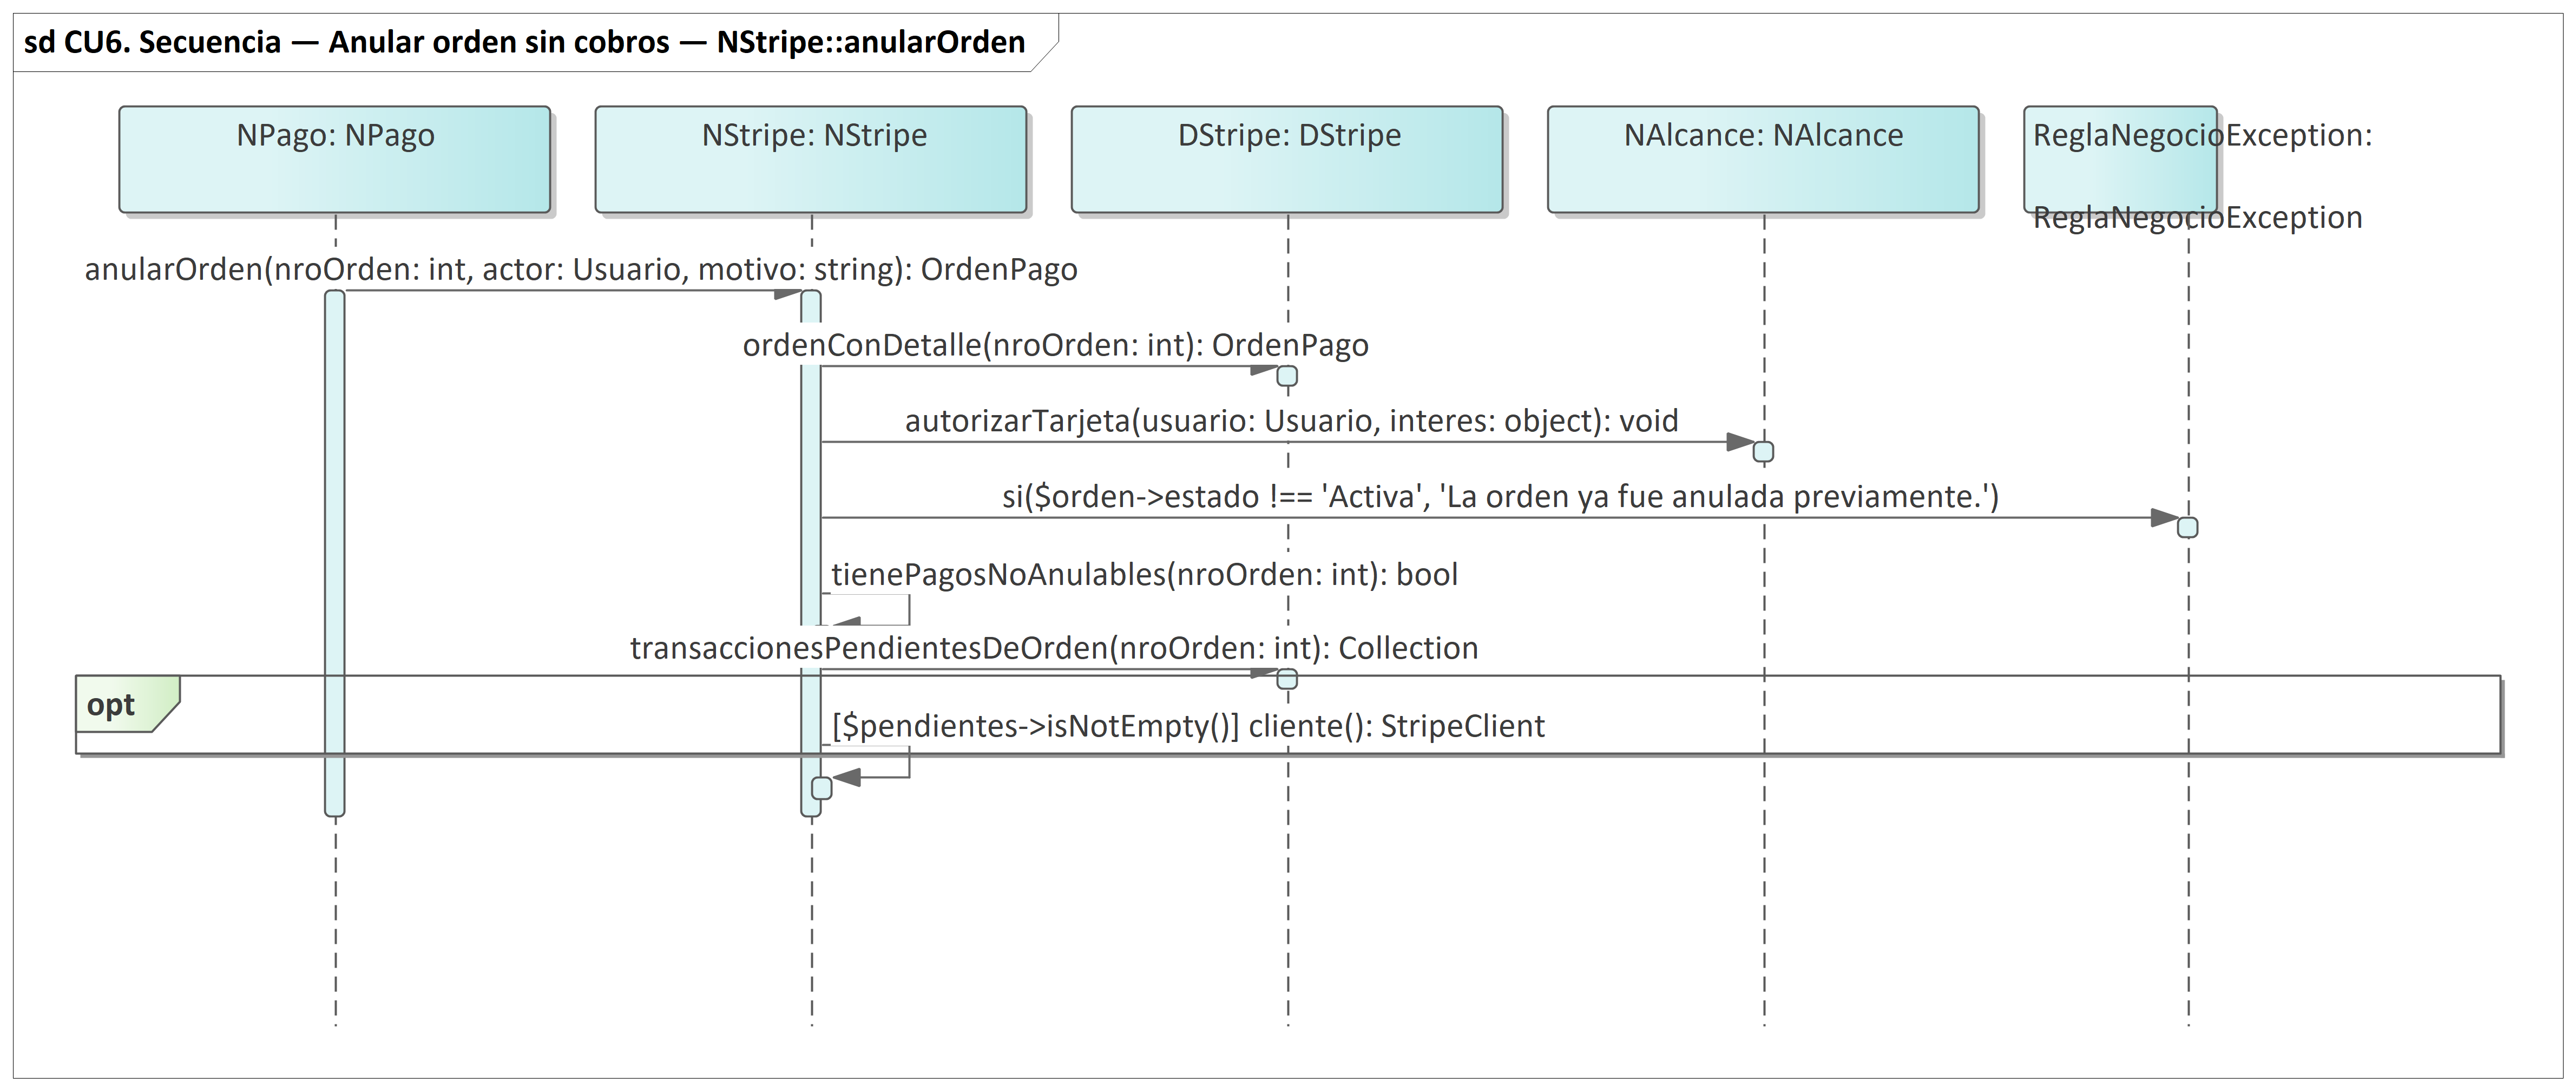 sd CU6. Secuencia — Anular orden sin cobros — NStripe::anularOrden
NPago: NPago
NStripe: NStripe
DStripe: DStripe
NAlcance: NAlcance
ReglaNegocioException:
ReglaNegocioException
anularOrden(nroOrden: int, actor: Usuario, motivo: string): OrdenPago
ordenConDetalle(nroOrden: int): OrdenPago
autorizarTarjeta(usuario: Usuario, interes: object): void
si($orden->estado !== 'Activa', 'La orden ya fue anulada previamente.')
tienePagosNoAnulables(nroOrden: int): bool
transaccionesPendientesDeOrden(nroOrden: int): Collection
opt
[$pendientes->isNotEmpty()] cliente(): StripeClient